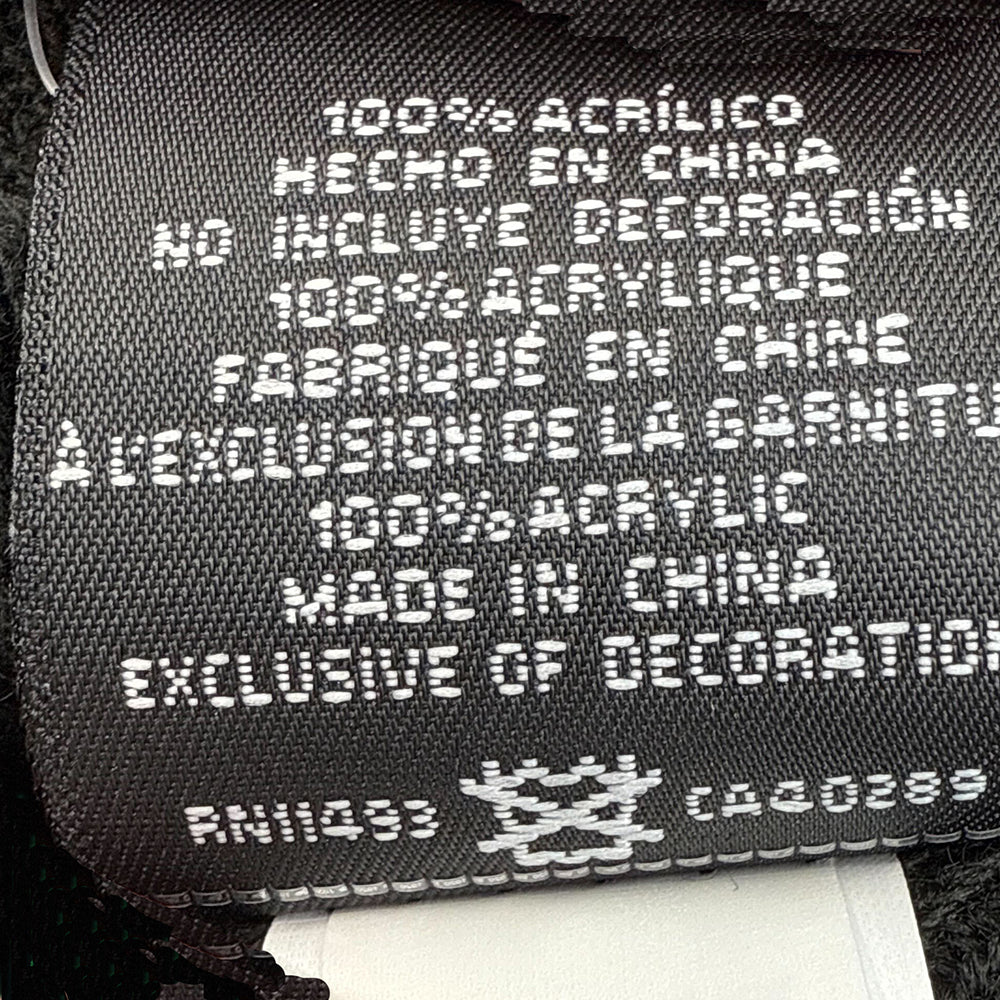 100% ACRÍLICO
HECHO EN CHINA
NO INCLUYE DECORACIÓN
100% ACRYLIQUE
FABRIQUÉ EN CHINE
À L'EXCLUSION DE LA GARNITU
100% ACRYLIC
MADE IN CHINA
EXCLUSIVE OF DECORATION
RN11493 CA40289